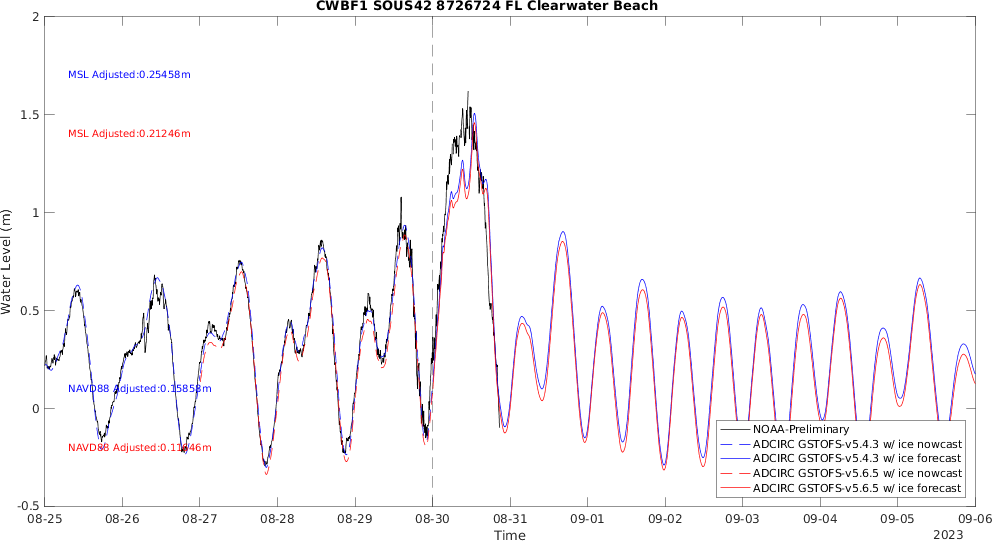 CWBF1 SOUS42 8726724 FL Clearwater Beach
2
MSL Adjusted:0.25458m
1.5
MSL Adjusted:0.21246m
1
Water Level (m)
0.5
NAVD88 Adjusted:0.15858m
0
NAVD88 Adjusted:0.11646m
NOAA-Preliminary
ADCIRC GSTOFS-v5.4.3 w/ ice nowcast
ADCIRC GSTOFS-v5.4.3 w/ ice forecast
ADCIRC GSTOFS-v5.6.5 w/ ice nowcast
ADCIRC GSTOFS-v5.6.5 w/ ice forecast
-0.5
08-25 08-26 08-27 08-28 08-29 08-30 08-31 09-01 09-02 09-03 09-04 09-05 09-06
Time
2023